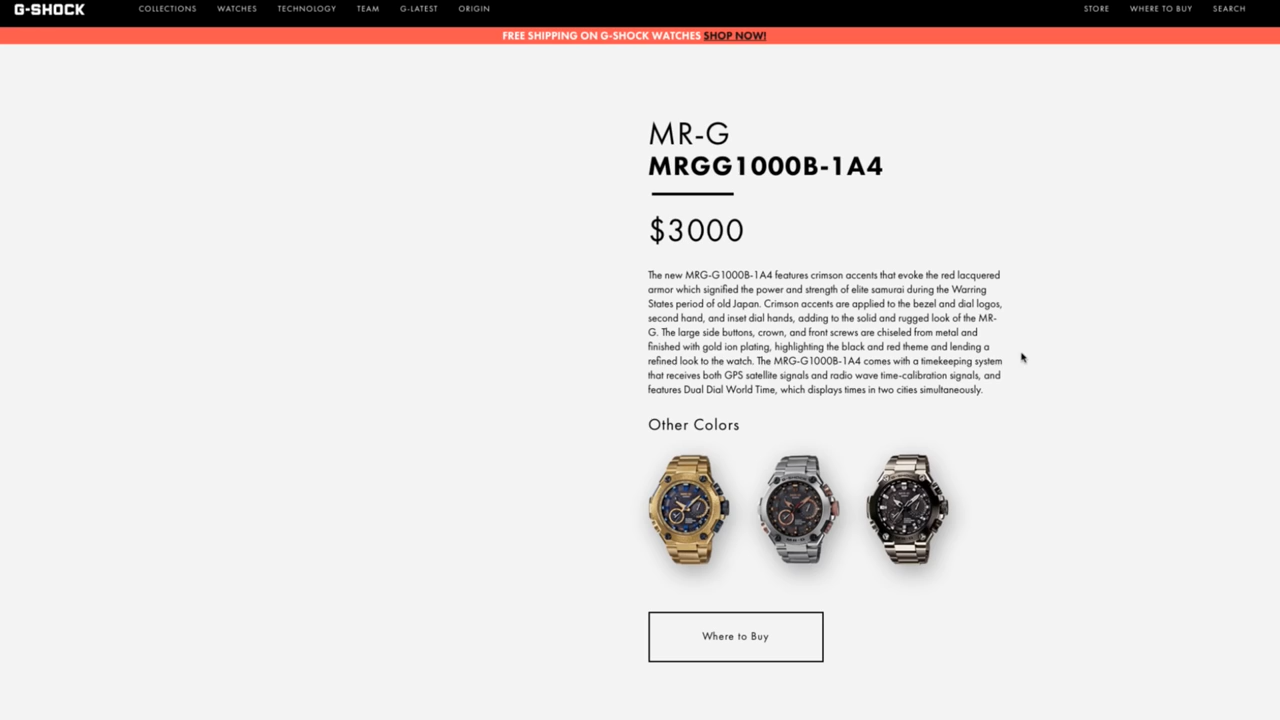 G-SHOCK COLLECTIONS WATCHES TECHNOLOGY TEAM G-LATEST ORIGIN STORE WHERE TO BUY SEARCH
FREE SHIPPING ON G-SHOCK WATCHES SHOP NOW!
MR-G
MRGG1000B-1A4
$3000
The new MRG-G1000B-1A4 features crimson accents that evoke the red lacquered
armor which signified the power and strength of elite samurai during the Warring
States period of old Japan. Crimson accents are applied to the bezel and dial logos,
second hand, and inset dial hands, adding to the solid and rugged look of the MR-
G. The large side buttons, crown, and front screws are chiseled from metal and
finished with gold ion plating, highlighting the black and red theme and lending a
refined look to the watch. The MRG-G1000B-1A4 comes with a timekeeping system
that receives both GPS satellite signals and radio wave time-calibration signals, and
features Dual Dial World Time, which displays times in two cities simultaneously.
Other Colors
Where to Buy